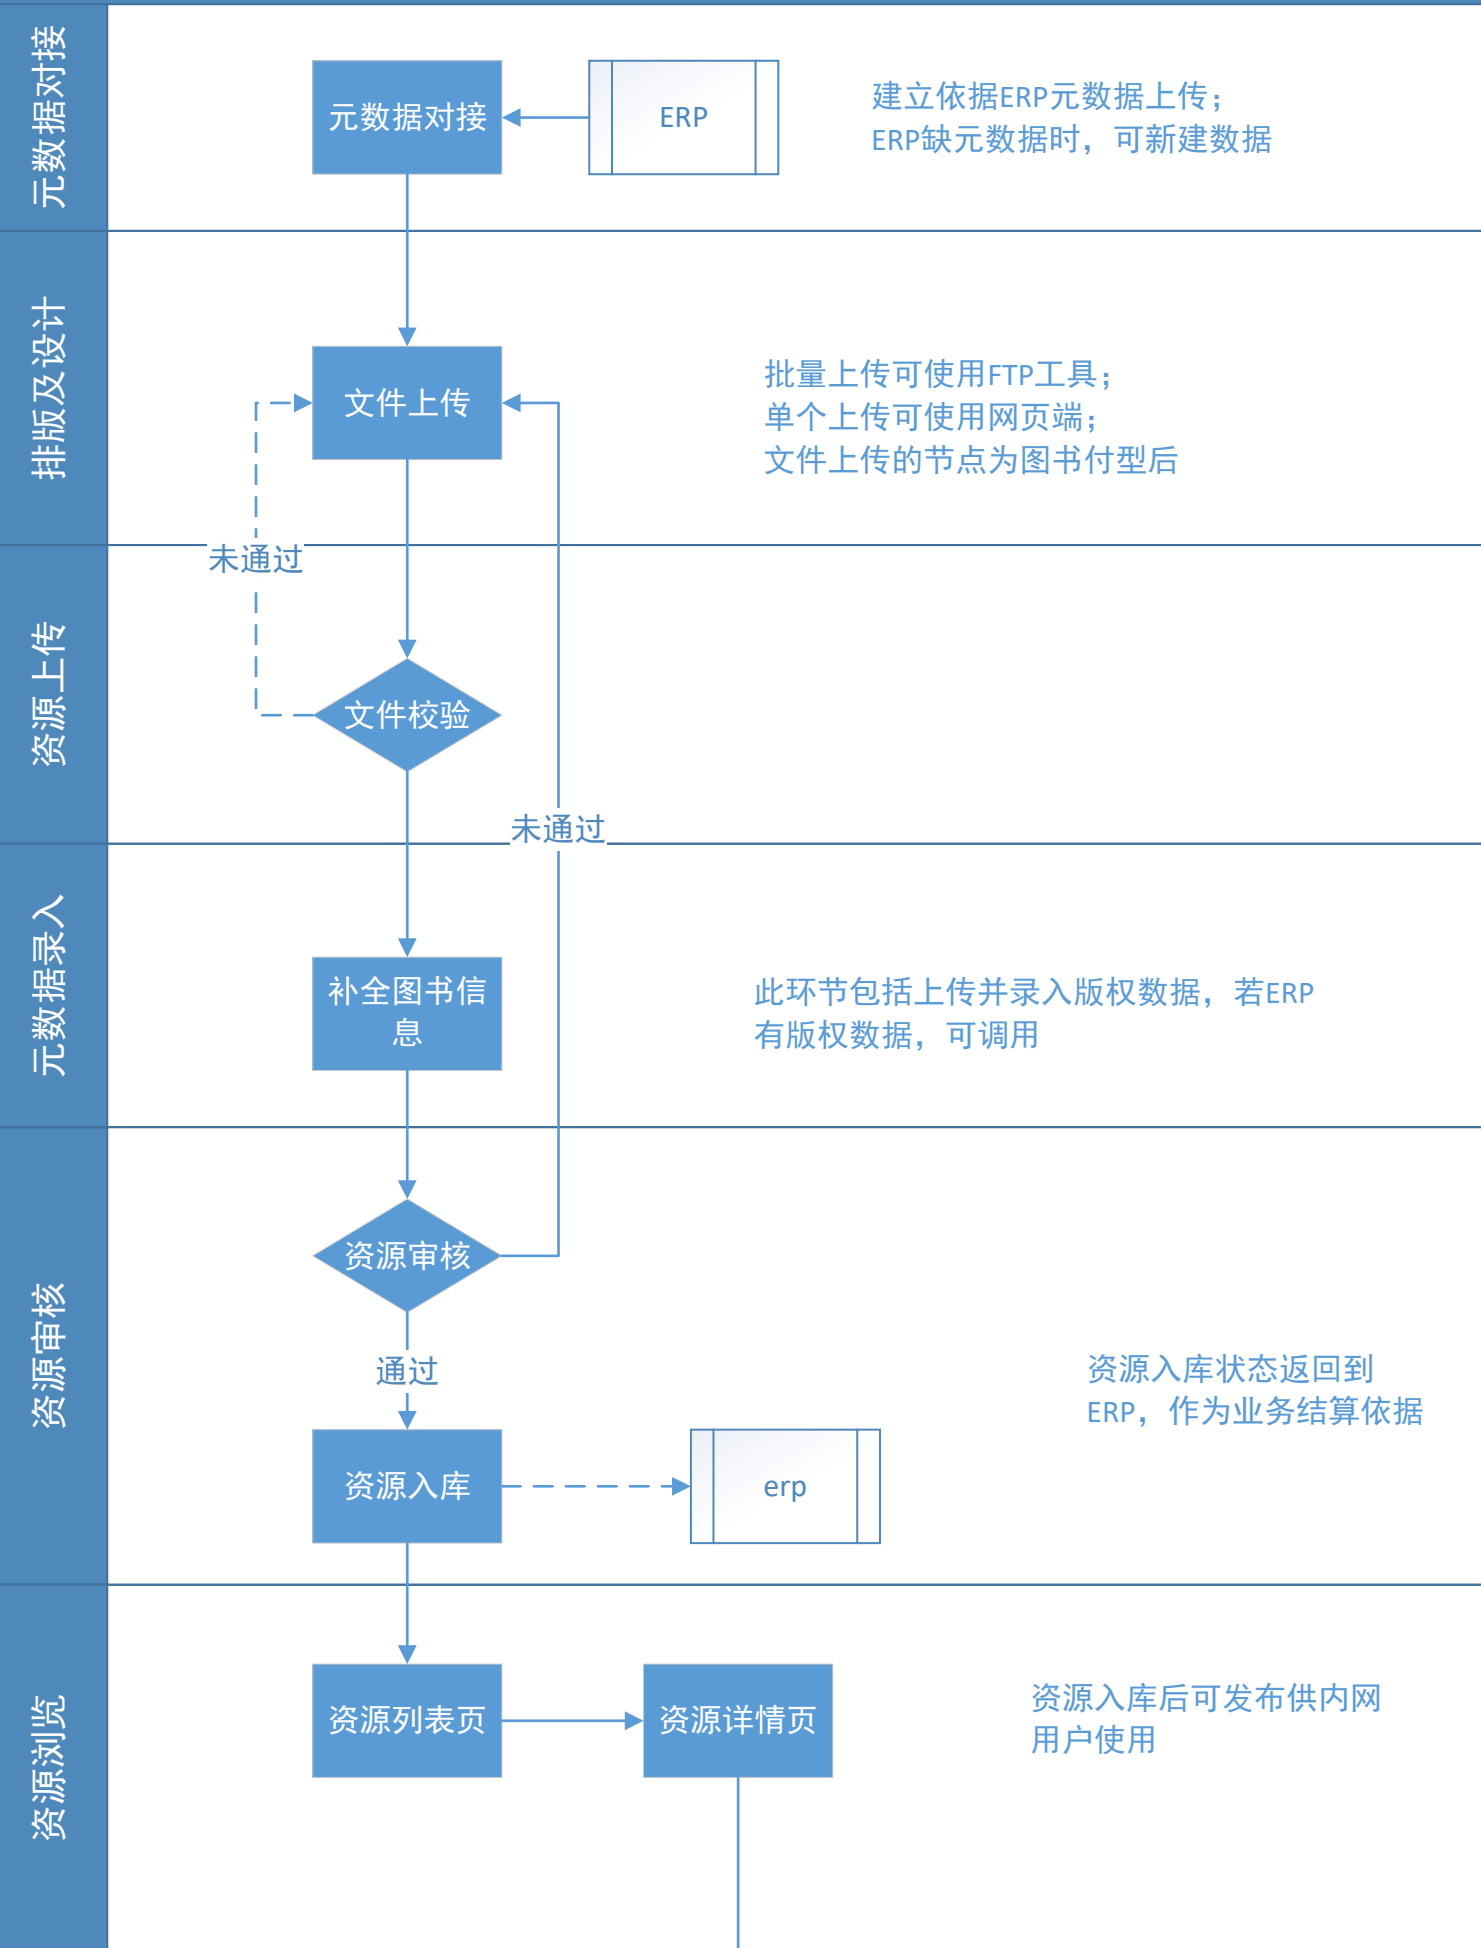 元数据对接
元数据对接
ERP
建立依据ERP元数据上传；
ERP缺元数据时，可新建数据
排版及设计
文件上传
批量上传可使用FTP工具；
单个上传可使用网页端；
文件上传的节点为图书付型后
未通过
资源上传
文件校验
未通过
元数据录入
补全图书信
息
此环节包括上传并录入版权数据，若ERP
有版权数据，可调用
资源审核
资源审核
通过
资源入库状态返回到
ERP，作为业务结算依据
资源入库
erp
资源浏览
资源列表页
资源详情页
资源入库后可发布供内网
用户使用